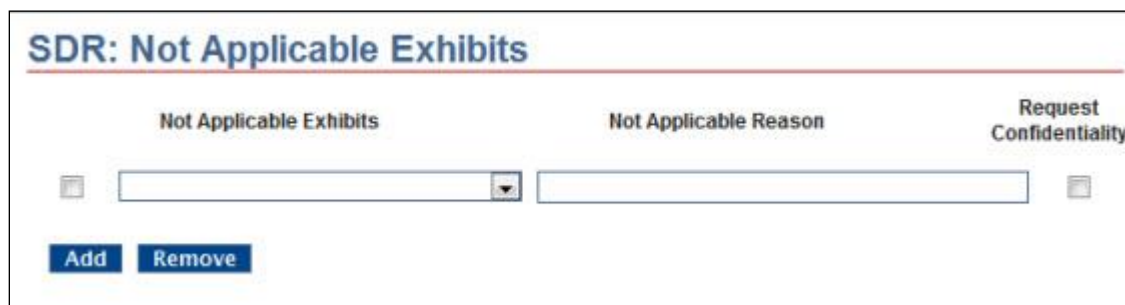 SDR: Not Applicable Exhibits
Not Applicable Exhibits Not Applicable Reason Request
Confidentiality
Add Remove